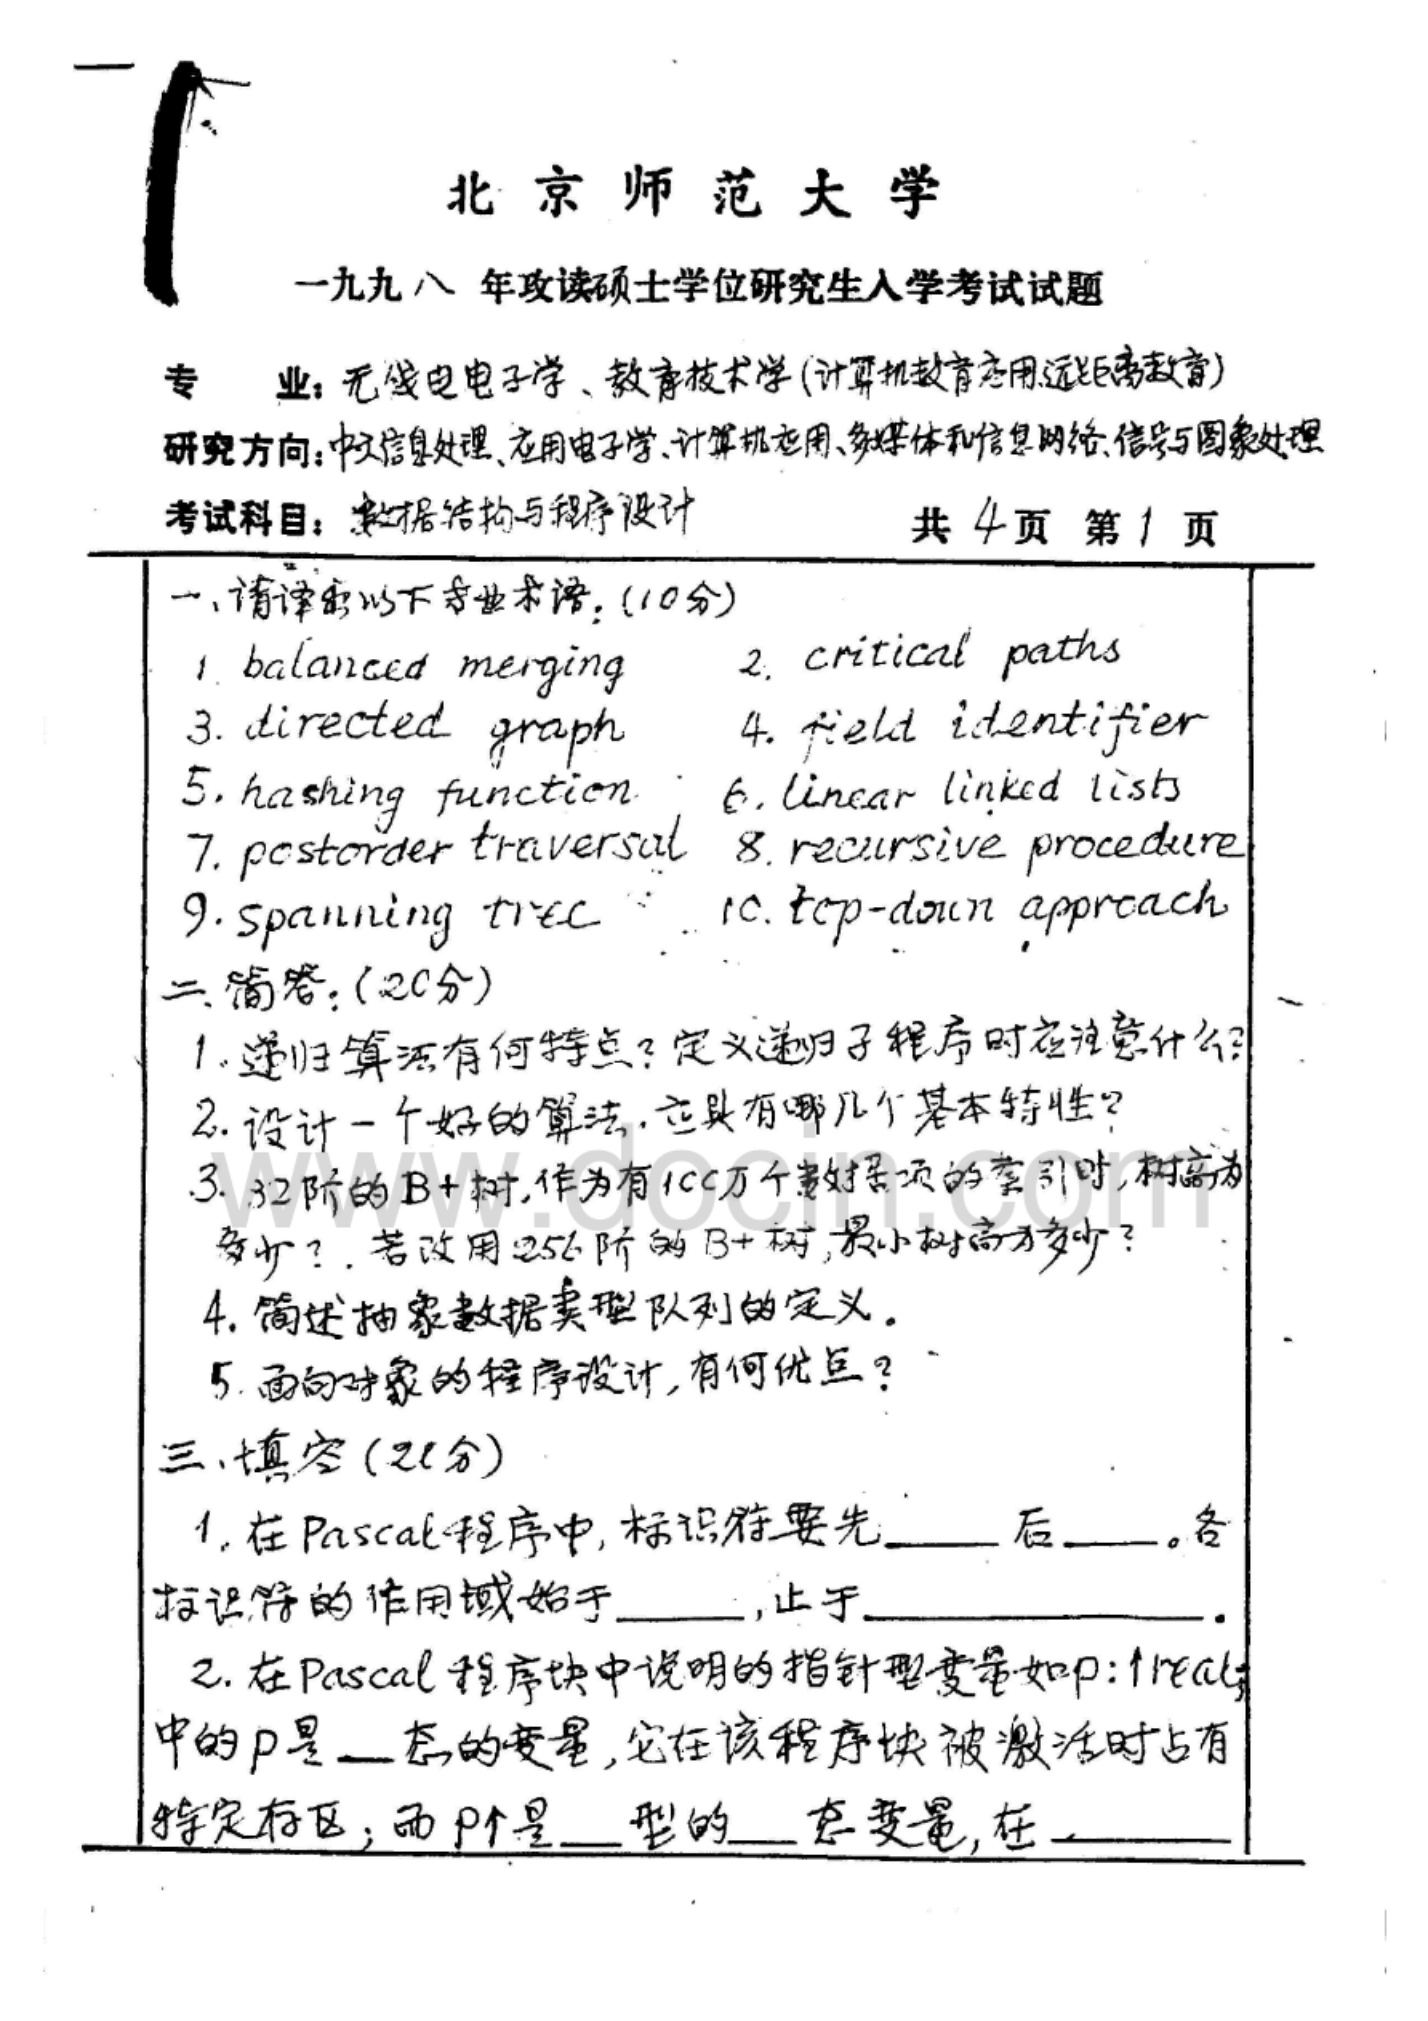 北京师范大学
一九九八 年攻读硕士学位研究生入学考试试题
专 业：无线电电子学、教育技术学(计算机教育应用、远距离教育)
研究方向：中文信息处理、应用电子学、计算机应用、多媒体和信息网络、信号与图象处理
考试科目：数据结构与程序设计 共 4 页 第 1 页
一、请译出以下专业术语：(10分)
1. balanced merging 2. critical paths
3. directed graph 4. field identifier
5. hashing function 6. linear linked lists
7. postorder traversal 8. recursive procedure
9. spanning tree 10. top-down approach
二、简答：(20分)
1. 递归算法有何特点？定义递归子程序时应注意什么？
2. 设计一个好的算法，应具有哪几个基本特性？
3. 32阶的B+树，作为有100万个数据项的索引时，树高为
多少？. 若改用256阶的B+树，最小树高为多少？
4. 简述抽象数据类型队列的定义。
5. 面向对象的程序设计，有何优点？
www.docin.com
三、填空(20分)
1. 在Pascal程序中，标识符要先____后____。各
标识符的作用域始于_____，止于_____________.
2. 在Pascal程序块中说明的指针型变量如p:↑real;
中的p是__态的变量，它在该程序块被激活时占有
特定存区；而p↑是__型的__态变量，在_______